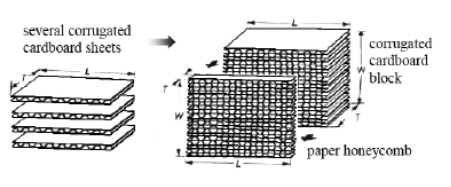 several corrugated
cardboard sheets
T
L
L
T
W
L
W
T
corrugated
cardboard
block
paper honeycomb